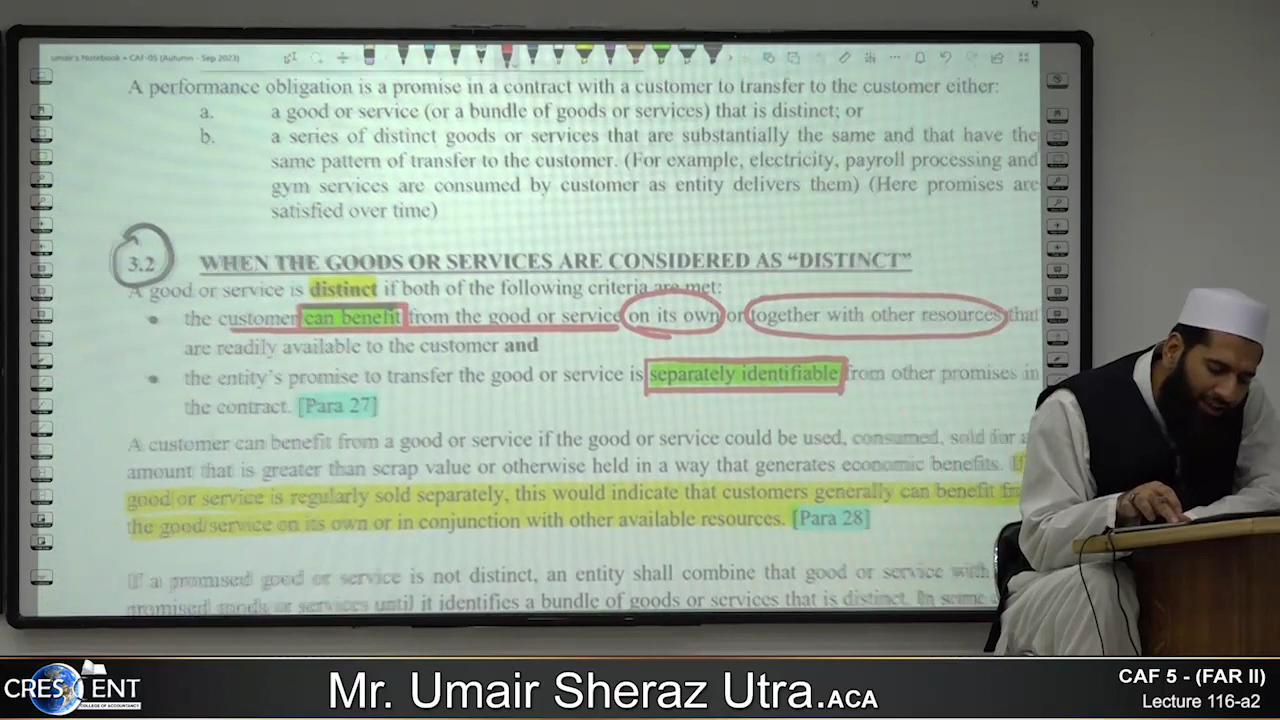 umair's Notebook - CAF-05 (Autumn - Sep 2023)
A performance obligation is a promise in a contract with a customer to transfer to the customer either:
a. a good or service (or a bundle of goods or services) that is distinct; or
b. a series of distinct goods or services that are substantially the same and that have the
same pattern of transfer to the customer. (For example, electricity, payroll processing and
gym services are consumed by customer as entity delivers them) (Here promises are
satisfied over time)
3.2 WHEN THE GOODS OR SERVICES ARE CONSIDERED AS “DISTINCT”
A good or service is distinct if both of the following criteria are met:
• the customer can benefit from the good or service on its own or together with other resources that
are readily available to the customer and
• the entity's promise to transfer the good or service is separately identifiable from other promises in
the contract. [Para 27]
A customer can benefit from a good or service if the good or service could be used, consumed, sold for
amount that is greater than scrap value or otherwise held in a way that generates economic benefits.
good or service is regularly sold separately, this would indicate that customers generally can benefit
the good/service on its own or in conjunction with other available resources. [Para 28]
If a promised good or service is not distinct, an entity shall combine that good or service with
promised goods or services until it identifies a bundle of goods or services that is distinct. In some
CRESCENT
COLLEGE OF ACCOUNTANCY
Mr. Umair Sheraz Utra.ACA
CAF 5 - (FAR II)
Lecture 116-a2